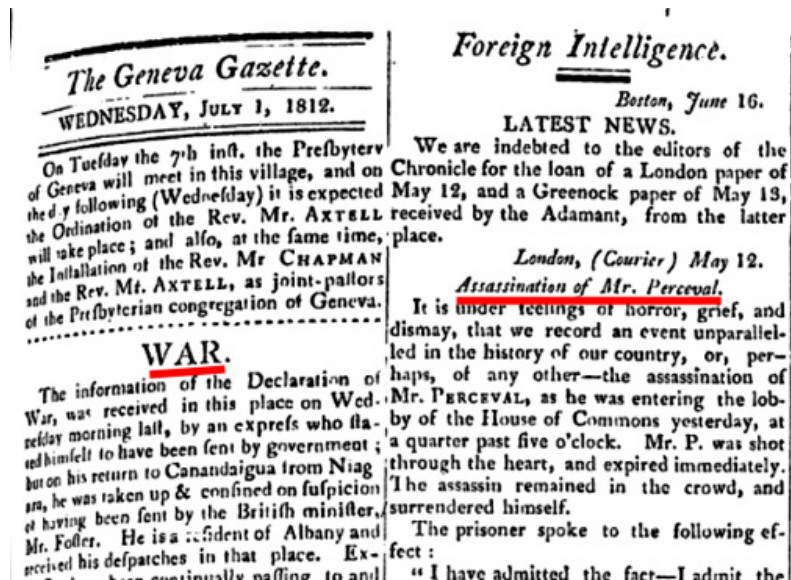 The Geneva Gazette.
WEDNESDAY, JULY 1, 1812.
On Tueſday the 7th inſt. the Preſbytery
of Geneva will meet in this village, and on
the d y following (Wedneſday) it is expected
the Ordination of the Rev. Mr. AXTELL
will take place; and alſo, at the ſame time,
the Inſtallation of the Rev. Mr CHAPMAN
and the Rev. Mr. AXTELL, as joint-paſtors
of the Preſbyterian congregation of Geneva.
WAR.
The information of the Declaration of
War, was received in this place on Wed-
neſday morning laſt, by an expreſs who ſta-
ted himſelf to have been ſent by government;
but on his return to Canandaigua from Niag
ara, he was taken up & confined on ſuſpicion
of having been ſent by the Britiſh miniſter,
Mr. Foſter. He is a reſident of Albany and
received his deſpatches in that place. Ex-
been continually paſſing to and
Foreign Intelligence.
Boston, June 16.
LATEST NEWS.
We are indebted to the editors of the
Chronicle for the loan of a London paper of
May 12, and a Greenock paper of May 13,
received by the Adamant, from the latter
place.
London, (Courier) May 12.
Assassination of Mr. Perceval.
It is under feelings of horror, grief, and
dismay, that we record an event unparallel-
led in the history of our country, or, per-
haps, of any other—the assassination of
Mr. PERCEVAL, as he was entering the lob-
by of the House of Commons yesterday, at
a quarter past five o'clock. Mr. P. was shot
through the heart, and expired immediately.
The assassin remained in the crowd, and
surrendered himself.
The prisoner spoke to the following ef-
fect:
"I have admitted the fact—I admit the